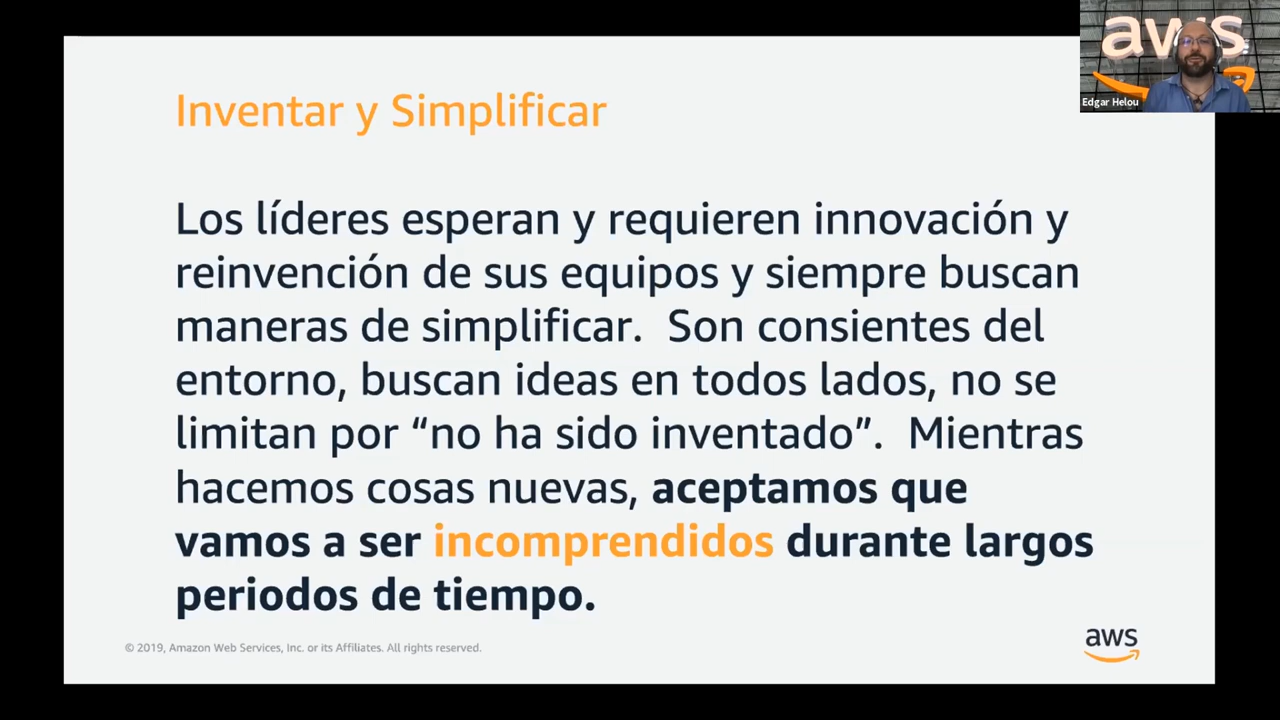 aws
Edgar Helou
Inventar y Simplificar
Los líderes esperan y requieren innovación y
reinvención de sus equipos y siempre buscan
maneras de simplificar.  Son consientes del
entorno, buscan ideas en todos lados, no se
limitan por “no ha sido inventado”.  Mientras
hacemos cosas nuevas, aceptamos que
vamos a ser incomprendidos durante largos
periodos de tiempo.
© 2019, Amazon Web Services, Inc. or its Affiliates. All rights reserved.
aws